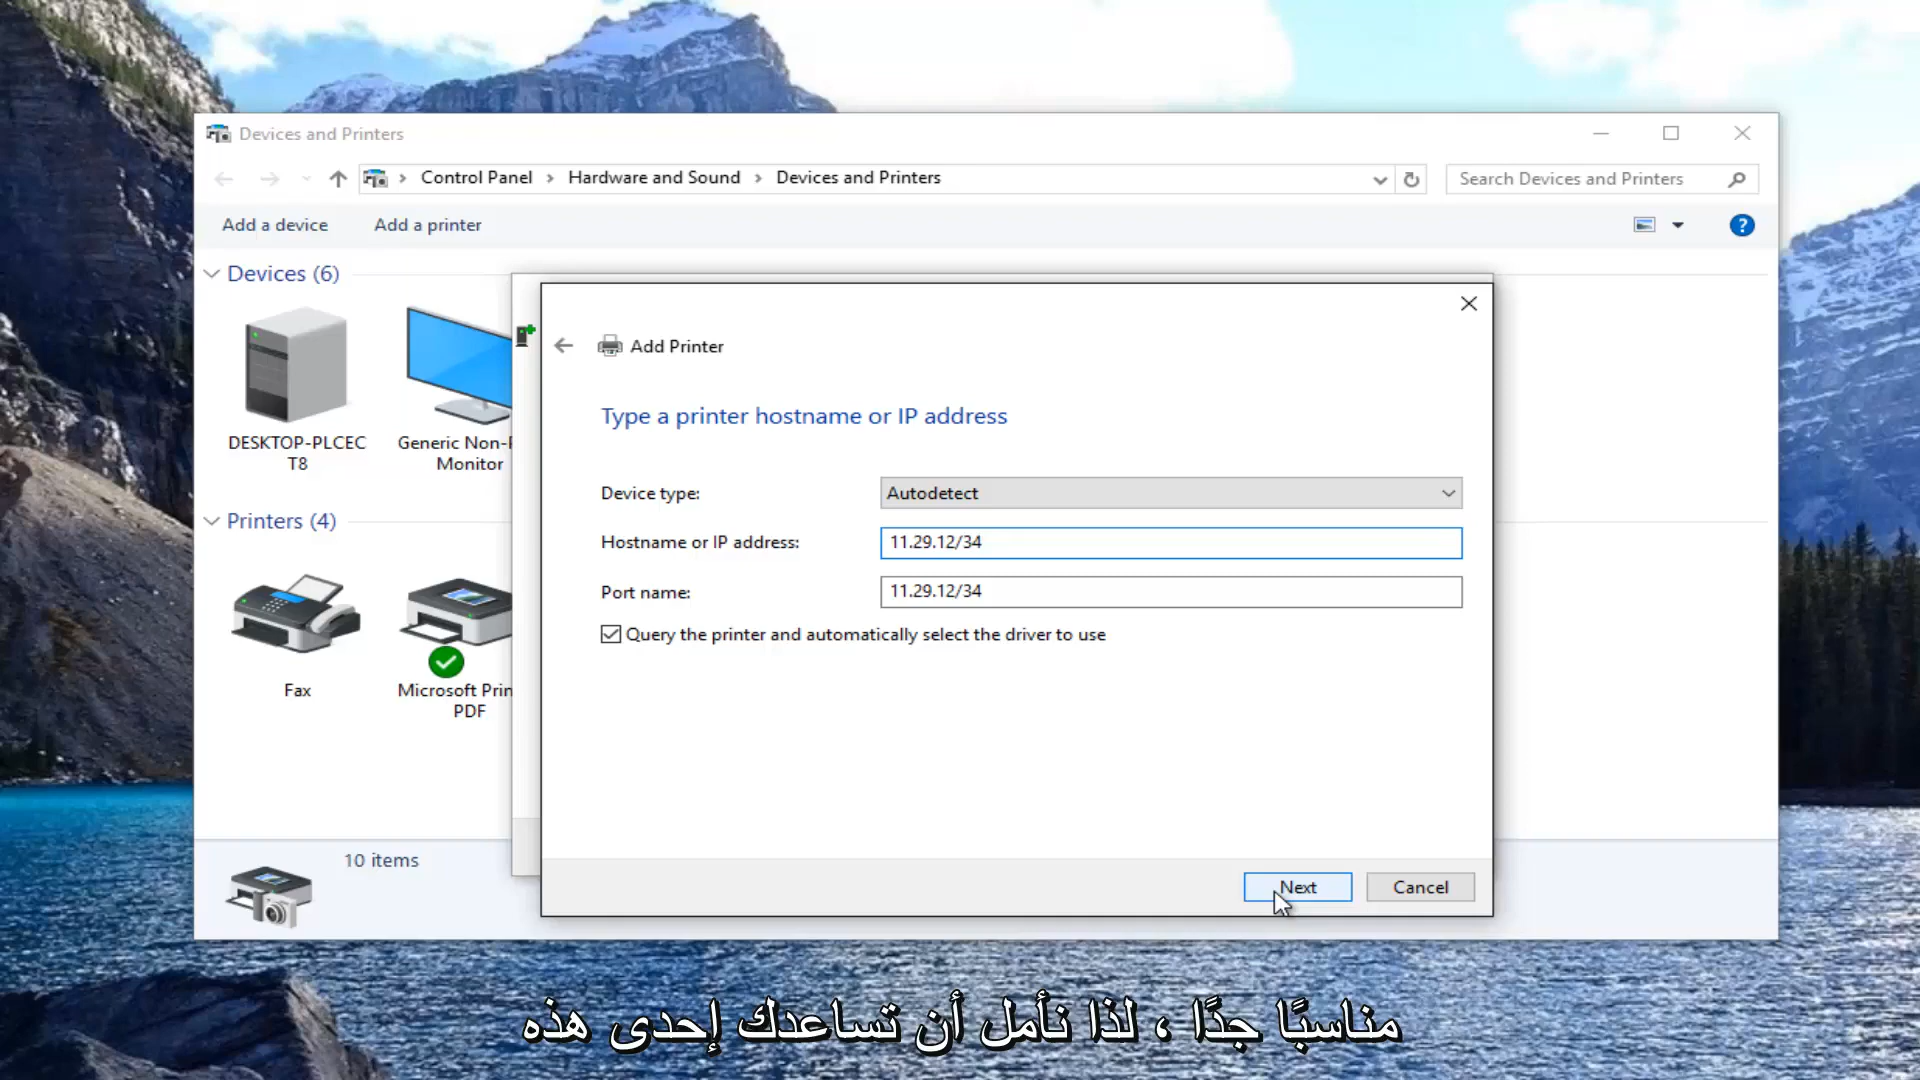 Devices and Printers
Control Panel
Hardware and Sound
Devices and Printers
Search Devices and Printers
Add a device
Add a printer
?
Devices (6)
DESKTOP-PLCEC
T8
Generic Non-
Monitor
Printers (4)
Fax
Microsoft Prin
PDF
10 items
Add Printer
Type a printer hostname or IP address
Device type:
Autodetect
Hostname or IP address:
11.29.12/34
Port name:
11.29.12/34
Query the printer and automatically select the driver to use
Next
Cancel
مناسبًا جدًا ، لذا نأمل أن تساعدك إحدى هذه